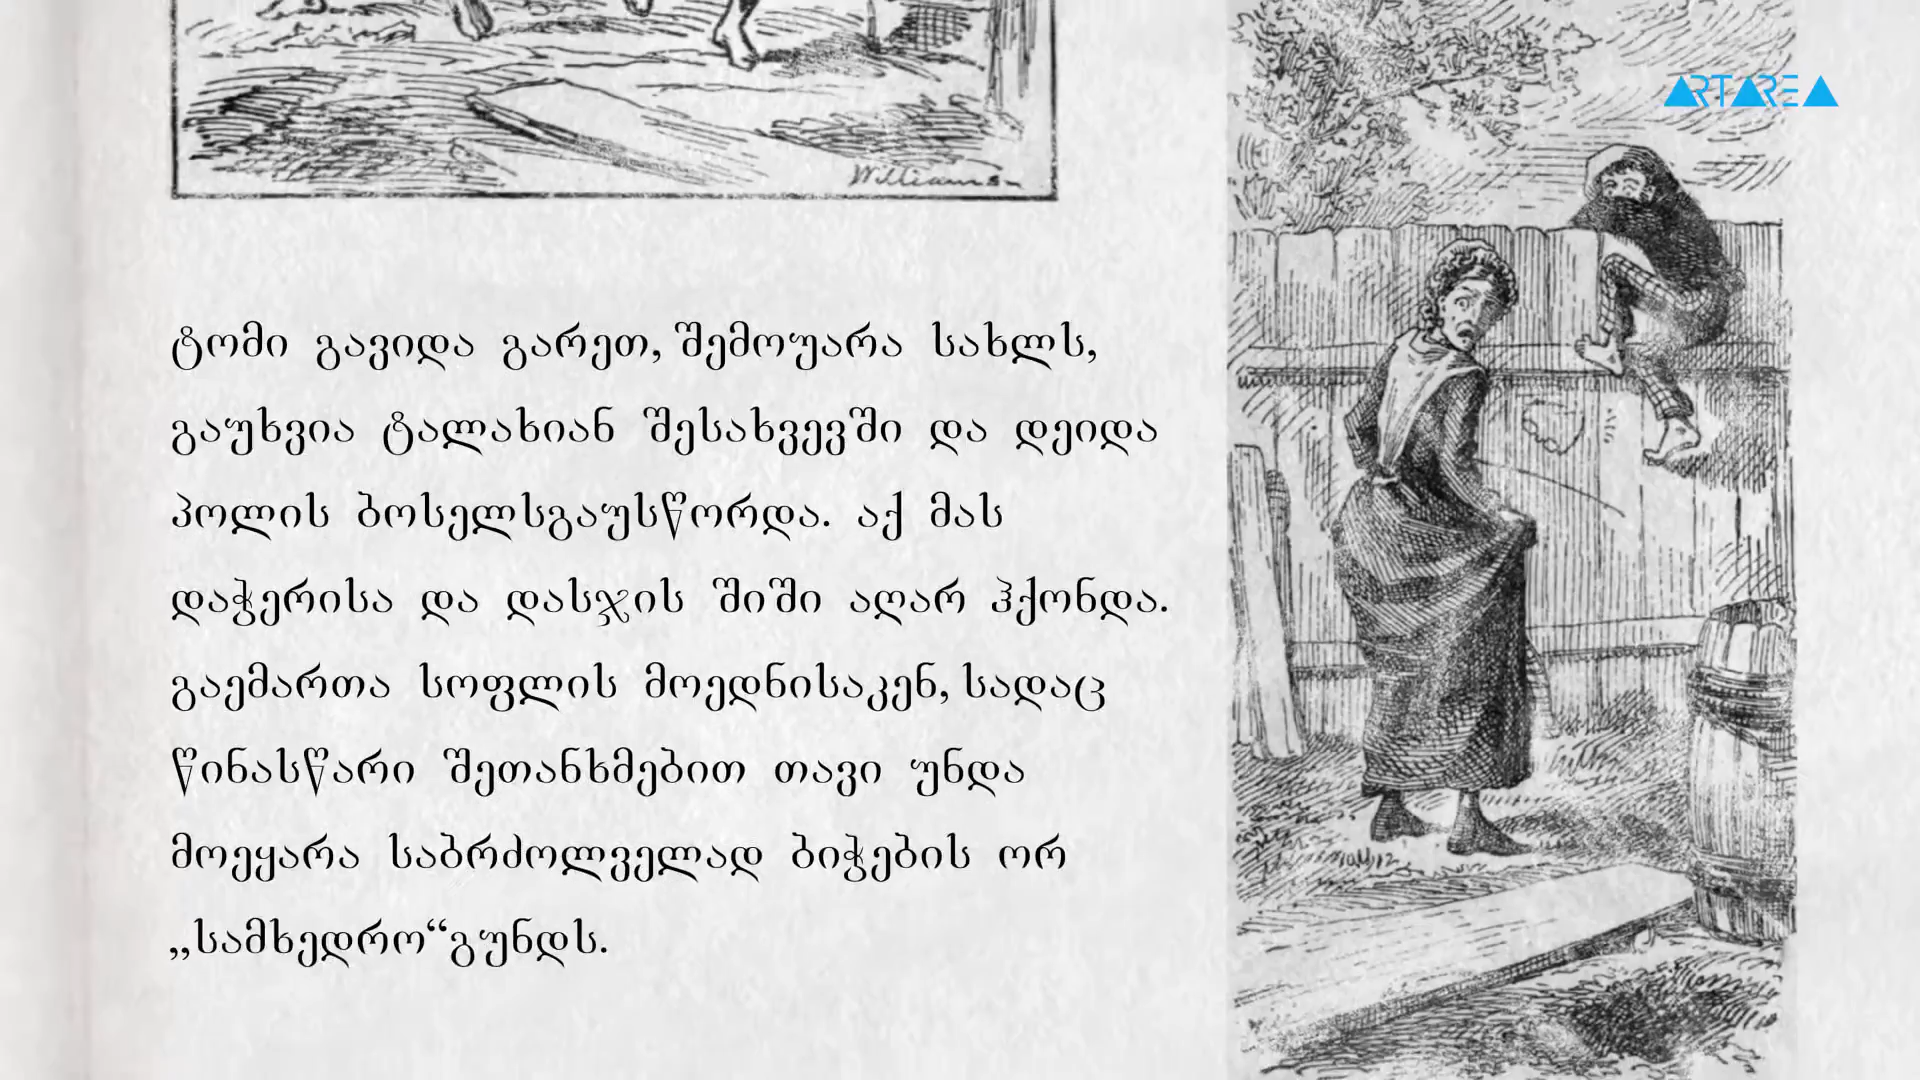 ARTAREA
Williams
ტომი გავიდა გარეთ, შემოუარა სახლს,
გაუხვია ტალახიან შესახვევში და დეიდა
პოლის ბოსელსგაუსწორდა. აქ მას
დაჭერისა და დასჯის შიში აღარ ჰქონდა.
გაემართა სოფლის მოედნისაკენ, სადაც
წინასწარი შეთანხმებით თავი უნდა
მოეყარა საბრძოლველად ბიჭების ორ
„სამხედრო“გუნდს.